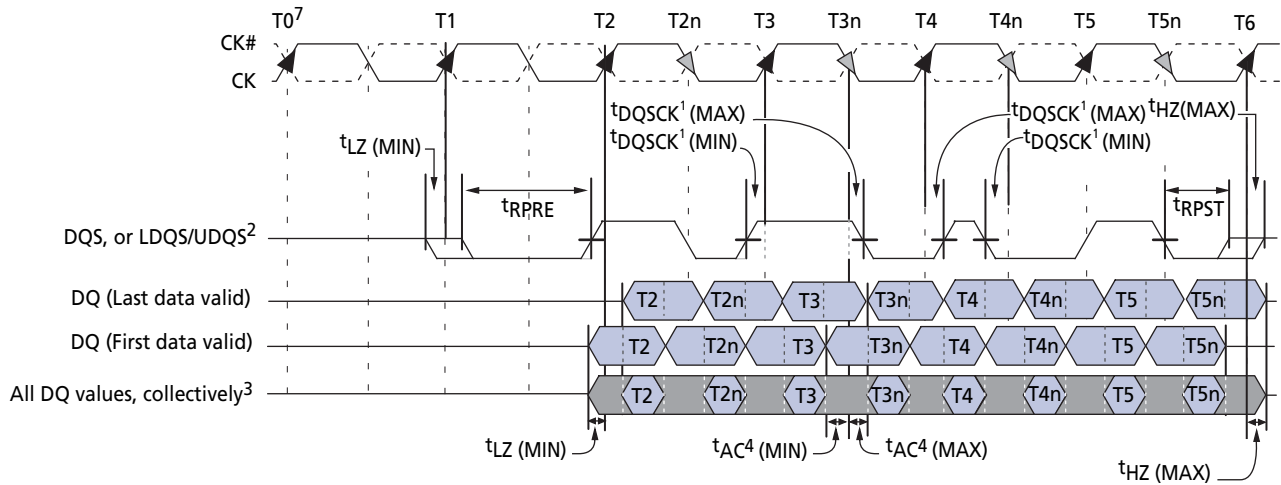 T0⁷ T1 T2 T2n T3 T3n T4 T4n T5 T5n T6
CK#
CK
tDQSCK¹ (MAX) tDQSCK¹ (MAX) tHZ(MAX)
tLZ (MIN) tDQSCK¹ (MIN) tDQSCK¹ (MIN)
tRPRE tRPST
DQS, or LDQS/UDQS²
DQ (Last data valid) T2 T2n T3 T3n T4 T4n T5 T5n
DQ (First data valid) T2 T2n T3 T3n T4 T4n T5 T5n
All DQ values, collectively³ T2 T2n T3 T3n T4 T4n T5 T5n
tLZ (MIN) tAC⁴ (MIN) tAC⁴ (MAX)
tHZ (MAX)